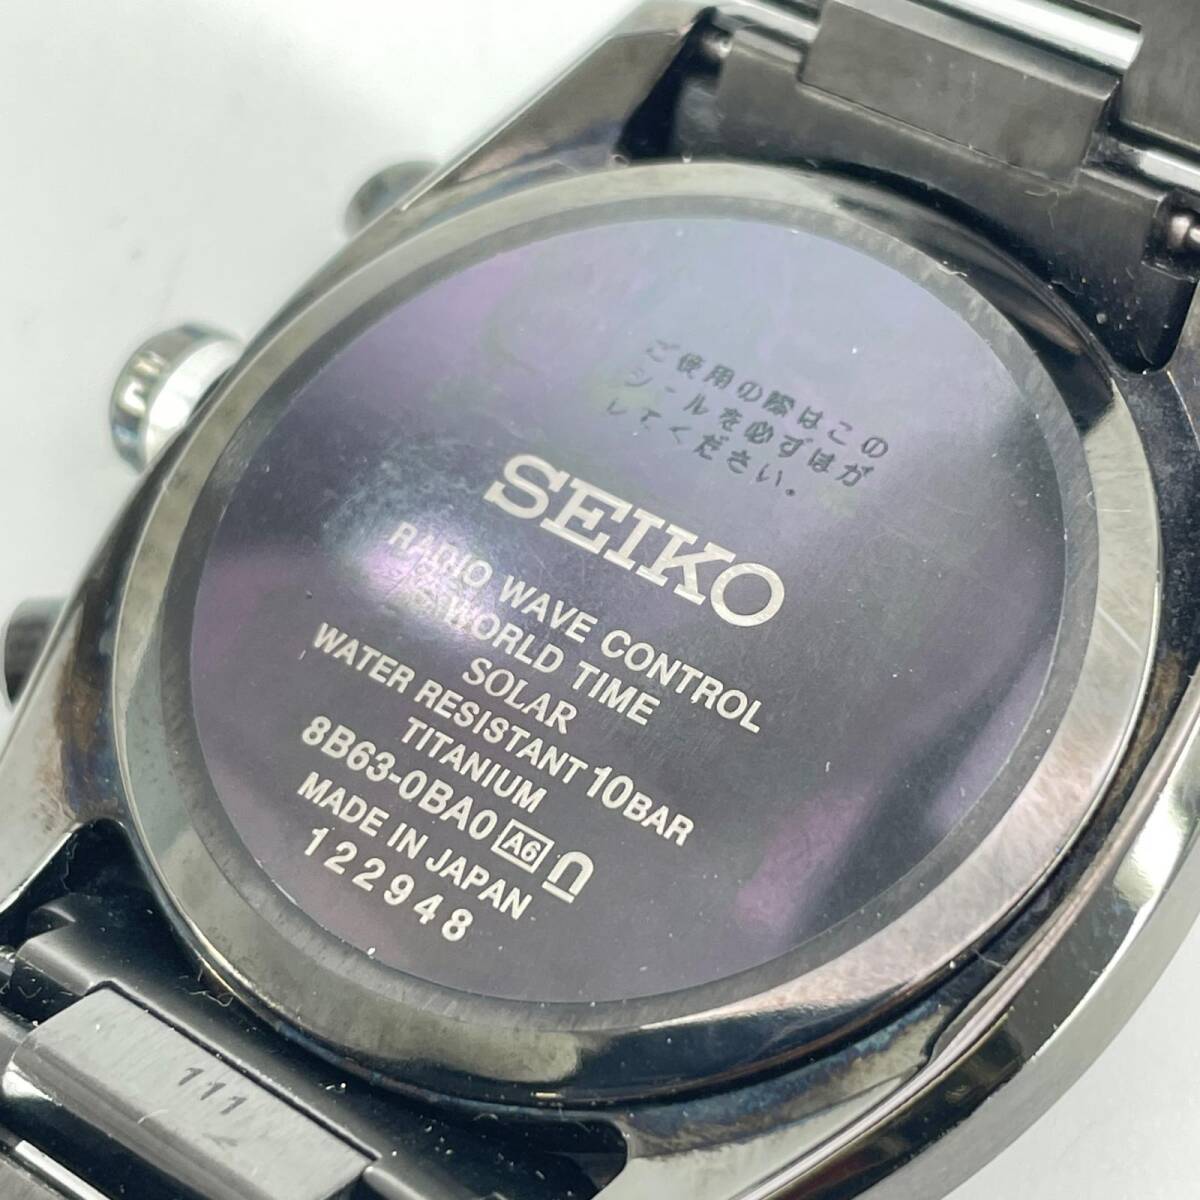 ご使用の際はこの
シールを必ずはが
してください。
SEIKO
RADIO WAVE CONTROL
WORLD TIME
SOLAR
WATER RESISTANT 10BAR
TITANIUM
8B63-0BA0 A6
MADE IN JAPAN
122948
111